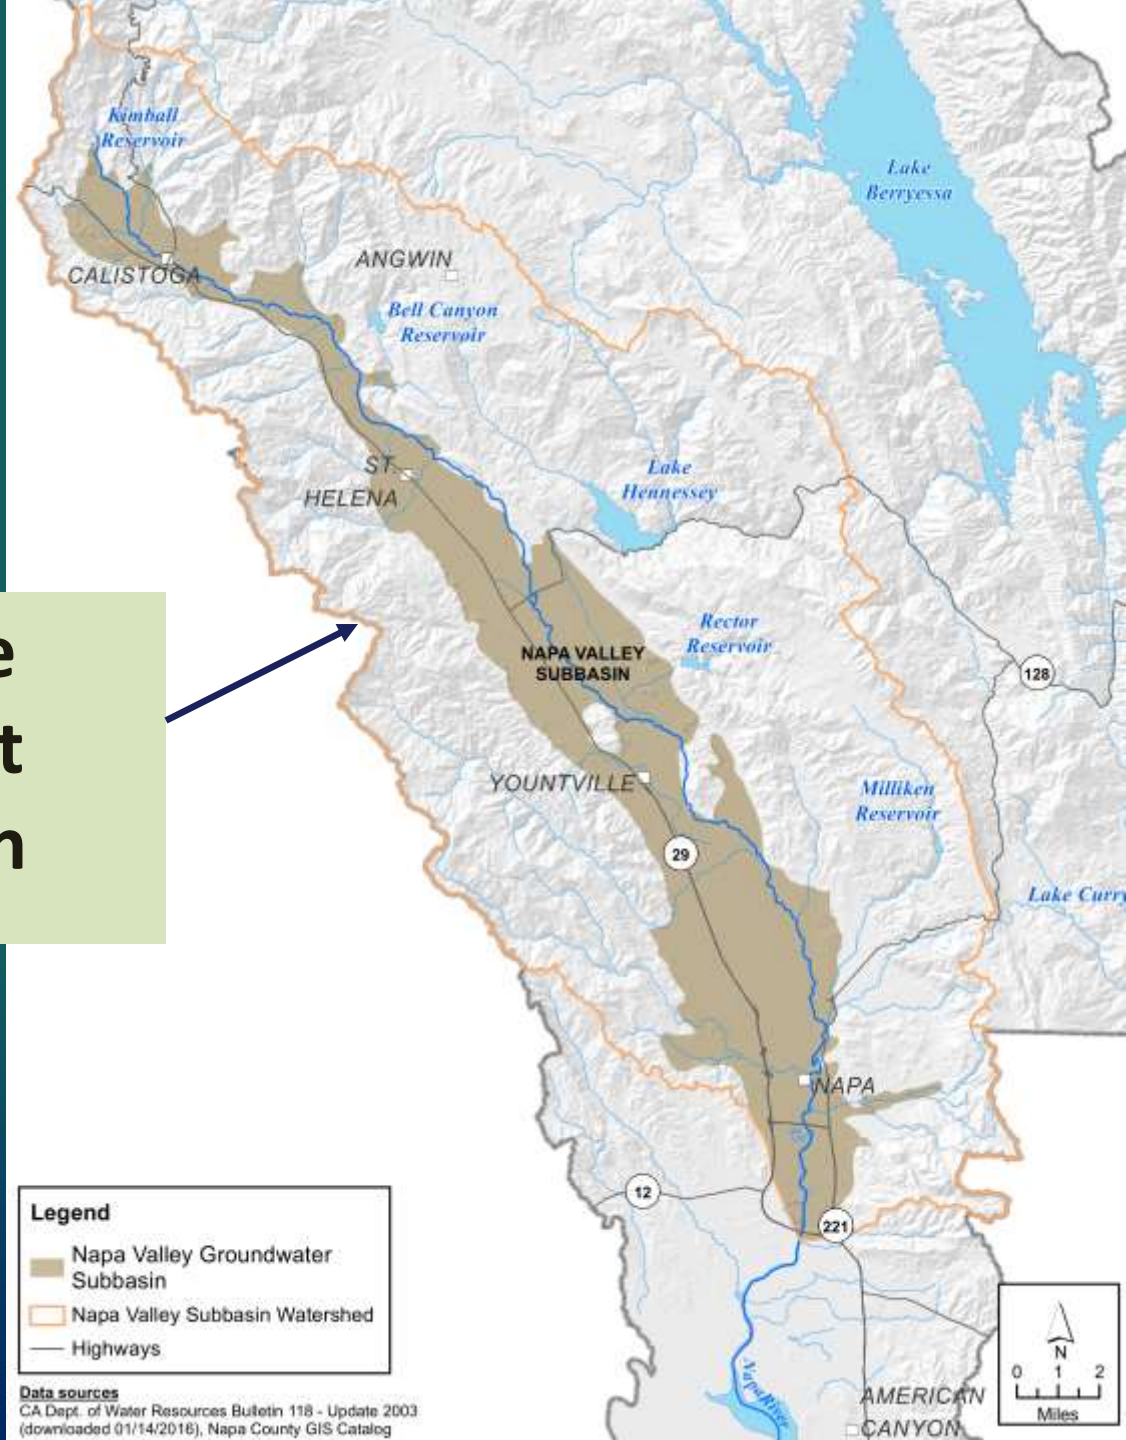 Kimball
Reservoir
Lake
Berryessa
ANGWIN
CALISTOGA
Bell Canyon
Reservoir
ST.
HELENA
Lake
Hennessey
Rector
Reservoir
NAPA VALLEY
SUBBASIN
128
YOUNTVILLE
Milliken
Reservoir
29
Lake Curry
NAPA
12
221
Napa River
AMERICAN
CANYON
Legend
Napa Valley Groundwater
Subbasin
Napa Valley Subbasin Watershed
Highways
N
0 1 2
Miles
Data sources
CA Dept. of Water Resources Bulletin 118 - Update 2003
(downloaded 01/14/2016), Napa County GIS Catalog